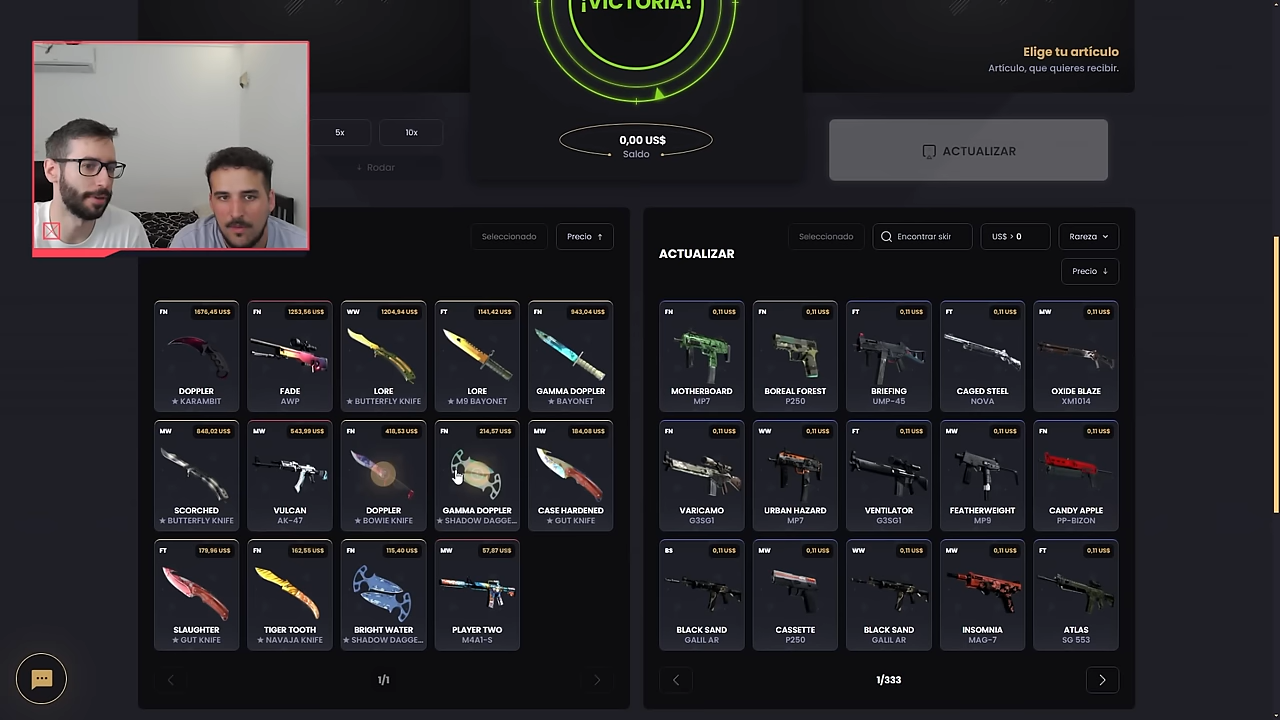 ¡VICTORIA!
Elige tu artículo
Artículo, que quieres recibir.
5x
10x
Rodar
0,00 US$
Saldo
ACTUALIZAR
Seleccionado
Precio
FN
1676,45 US$
DOPPLER
★ KARAMBIT
FN
1253,56 US$
FADE
AWP
WW
1204,94 US$
LORE
★ BUTTERFLY KNIFE
FT
1141,42 US$
LORE
★ M9 BAYONET
FN
943,04 US$
GAMMA DOPPLER
★ BAYONET
MW
848,02 US$
SCORCHED
★ BUTTERFLY KNIFE
MW
543,99 US$
VULCAN
AK-47
FN
418,53 US$
DOPPLER
★ BOWIE KNIFE
FN
214,57 US$
GAMMA DOPPLER
★ SHADOW DAGGE...
MW
184,08 US$
CASE HARDENED
★ GUT KNIFE
FT
179,96 US$
SLAUGHTER
★ GUT KNIFE
FN
162,55 US$
TIGER TOOTH
★ NAVAJA KNIFE
FN
115,40 US$
BRIGHT WATER
★ SHADOW DAGGE...
MW
57,87 US$
PLAYER TWO
M4A1-S
1/1
ACTUALIZAR
Seleccionado
Encontrar skir
US$ > 0
Rareza
Precio
FN
0,11 US$
MOTHERBOARD
MP7
FN
0,11 US$
BOREAL FOREST
P250
FT
0,11 US$
BRIEFING
UMP-45
FT
0,11 US$
CAGED STEEL
NOVA
MW
0,11 US$
OXIDE BLAZE
XM1014
FN
0,11 US$
VARICAMO
G3SG1
WW
0,11 US$
URBAN HAZARD
MP7
FT
0,11 US$
VENTILATOR
G3SG1
MW
0,11 US$
FEATHERWEIGHT
MP9
FN
0,11 US$
CANDY APPLE
PP-BIZON
BS
0,11 US$
BLACK SAND
GALIL AR
MW
0,11 US$
CASSETTE
P250
WW
0,11 US$
BLACK SAND
GALIL AR
MW
0,11 US$
INSOMNIA
MAG-7
FT
0,11 US$
ATLAS
SG 553
1/333